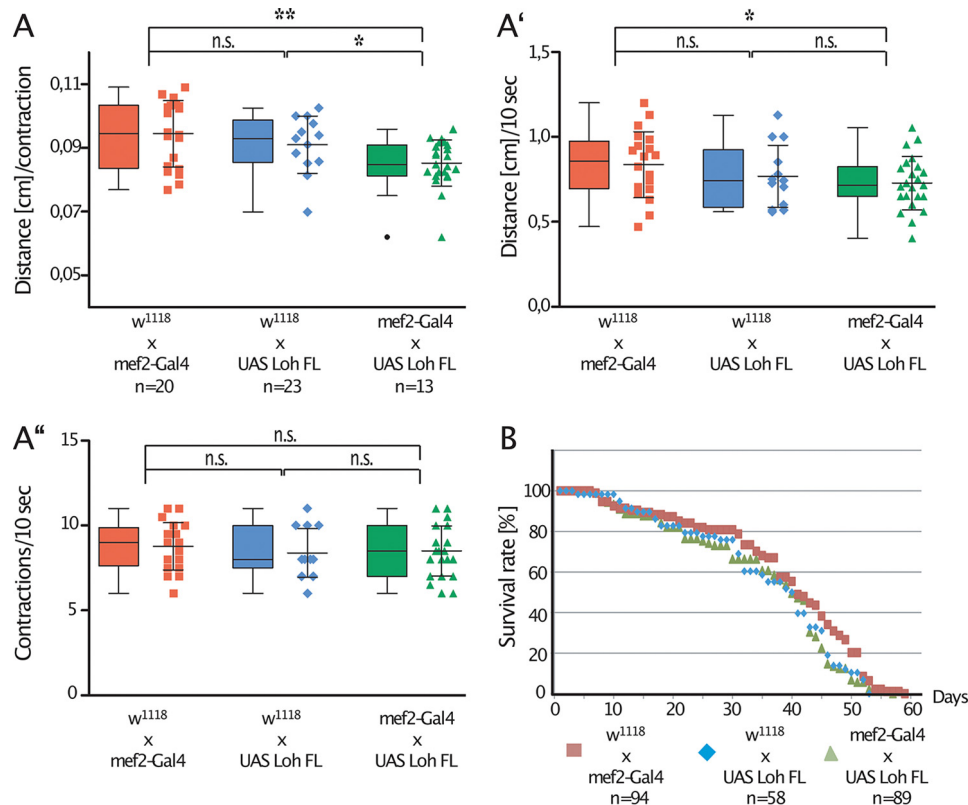 A
**
n.s.
*
Distance [cm]/contraction
0,11
0,09
0,07
0,05
w1118
x
mef2-Gal4
n=20
w1118
x
UAS Loh FL
n=23
mef2-Gal4
x
UAS Loh FL
n=13
A‘
*
n.s.
n.s.
Distance [cm]/10 sec
1,5
1,0
0,5
0,0
w1118
x
mef2-Gal4
w1118
x
UAS Loh FL
mef2-Gal4
x
UAS Loh FL
A“
n.s.
n.s.
n.s.
Contractions/10 sec
15
10
5
0
w1118
x
mef2-Gal4
w1118
x
UAS Loh FL
mef2-Gal4
x
UAS Loh FL
B
Survival rate [%]
100
80
60
40
20
0
0
10
20
30
40
50
60
Days
w1118
x
mef2-Gal4
n=94
w1118
x
UAS Loh FL
n=58
mef2-Gal4
x
UAS Loh FL
n=89